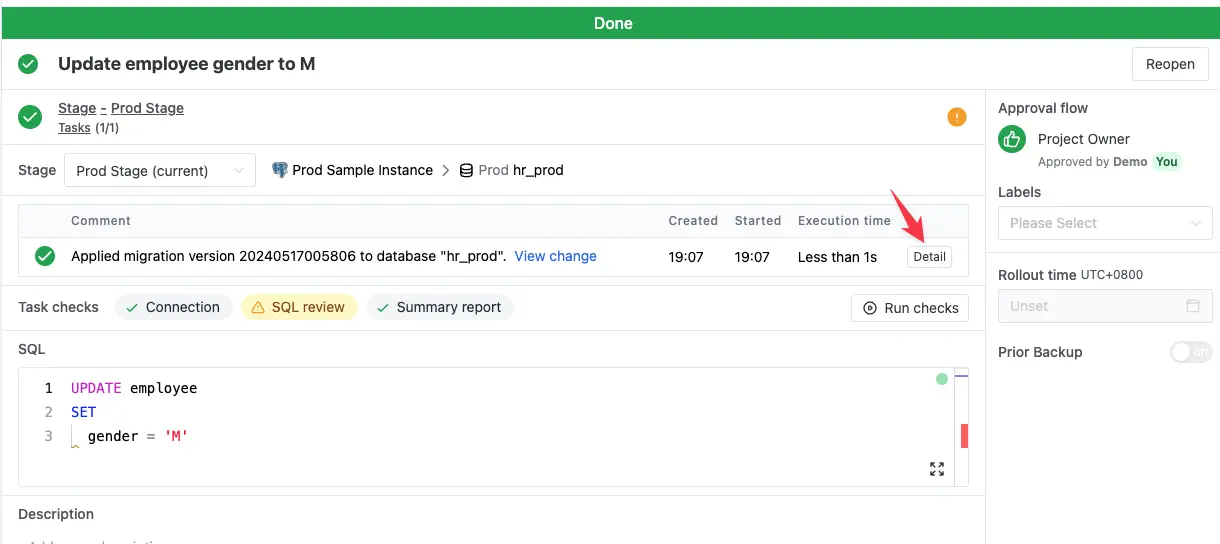 Done
Update employee gender to M
Reopen
Stage - Prod Stage
Tasks (1/1)
Stage Prod Stage (current) Prod Sample Instance > Prod hr_prod
Comment Created Started Execution time
Applied migration version 20240517005806 to database "hr_prod". View change 19:07 19:07 Less than 1s Detail
Task checks Connection SQL review Summary report Run checks
SQL
1 UPDATE employee
2 SET
3 gender = 'M'
Description
Approval flow
Project Owner
Approved by Demo You
Labels
Please Select
Rollout time UTC+0800
Unset
Prior Backup on